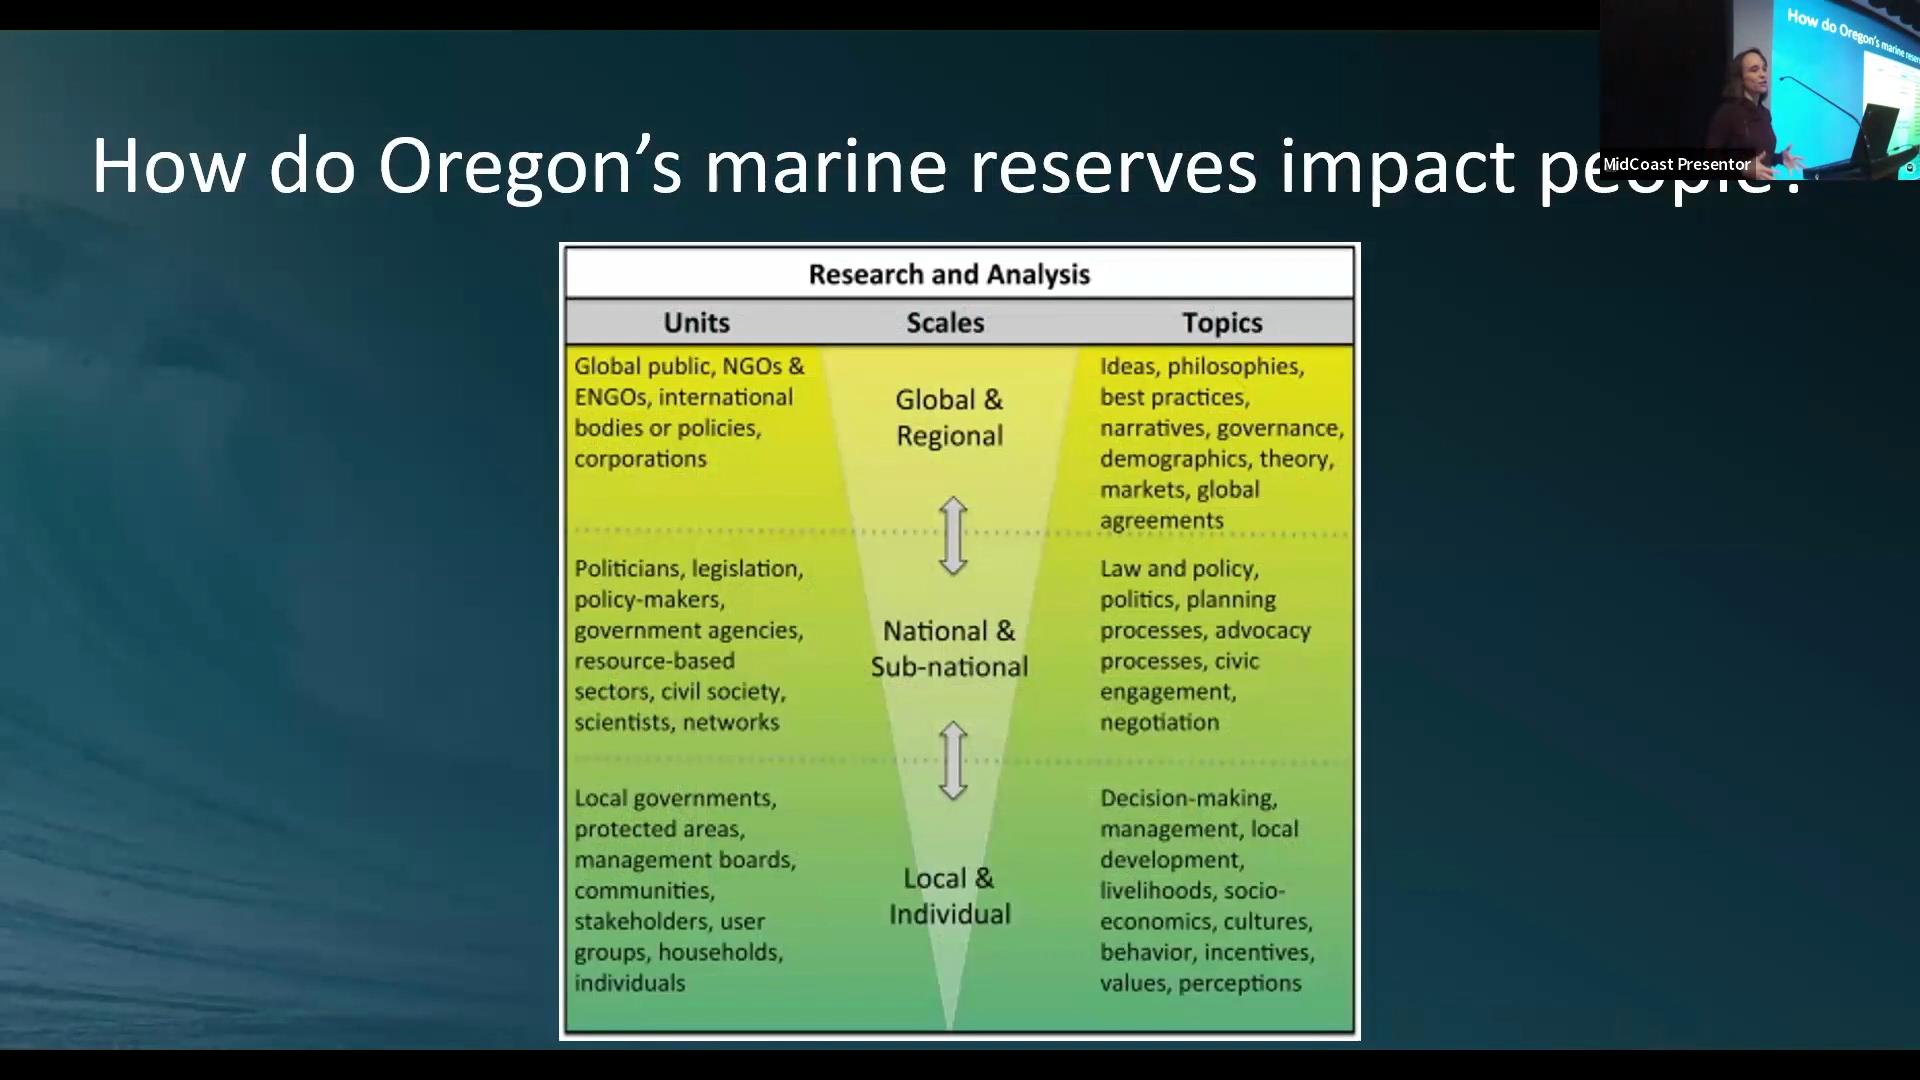 How do Oregon's marine reserves impact people?
How do Oregon's marine
MidCoast Presentor
Research and Analysis
Units
Scales
Topics
Global public, NGOs &
ENGOs, international
bodies or policies,
corporations
Global &
Regional
Ideas, philosophies,
best practices,
narratives, governance,
demographics, theory,
markets, global
agreements
Politicians, legislation,
policy-makers,
government agencies,
resource-based
sectors, civil society,
scientists, networks
National &
Sub-national
Law and policy,
politics, planning
processes, advocacy
processes, civic
engagement,
negotiation
Local governments,
protected areas,
management boards,
communities,
stakeholders, user
groups, households,
individuals
Local &
Individual
Decision-making,
management, local
development,
livelihoods, socio-
economics, cultures,
behavior, incentives,
values, perceptions